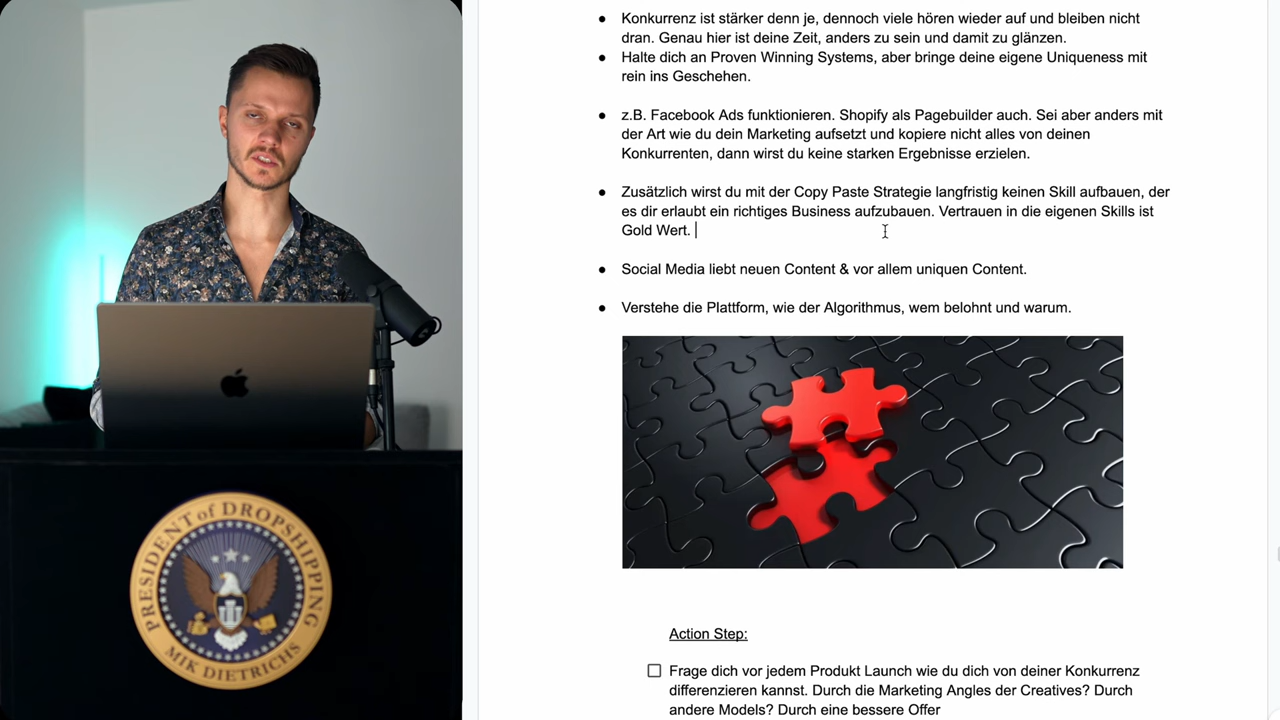 Konkurrenz ist stärker denn je, dennoch viele hören wieder auf und bleiben nicht
dran. Genau hier ist deine Zeit, anders zu sein und damit zu glänzen.
Halte dich an Proven Winning Systems, aber bringe deine eigene Uniqueness mit
rein ins Geschehen.
z.B. Facebook Ads funktionieren. Shopify als Pagebuilder auch. Sei aber anders mit
der Art wie du dein Marketing aufsetzt und kopiere nicht alles von deinen
Konkurrenten, dann wirst du keine starken Ergebnisse erzielen.
Zusätzlich wirst du mit der Copy Paste Strategie langfristig keinen Skill aufbauen, der
es dir erlaubt ein richtiges Business aufzubauen. Vertrauen in die eigenen Skills ist
Gold Wert.
Social Media liebt neuen Content & vor allem uniquen Content.
Verstehe die Plattform, wie der Algorithmus, wem belohnt und warum.
Action Step:
Frage dich vor jedem Produkt Launch wie du dich von deiner Konkurrenz
differenzieren kannst. Durch die Marketing Angles der Creatives? Durch
andere Models? Durch eine bessere Offer
PRESIDENT of DROPSHIPPING
MIK DIETRICHS